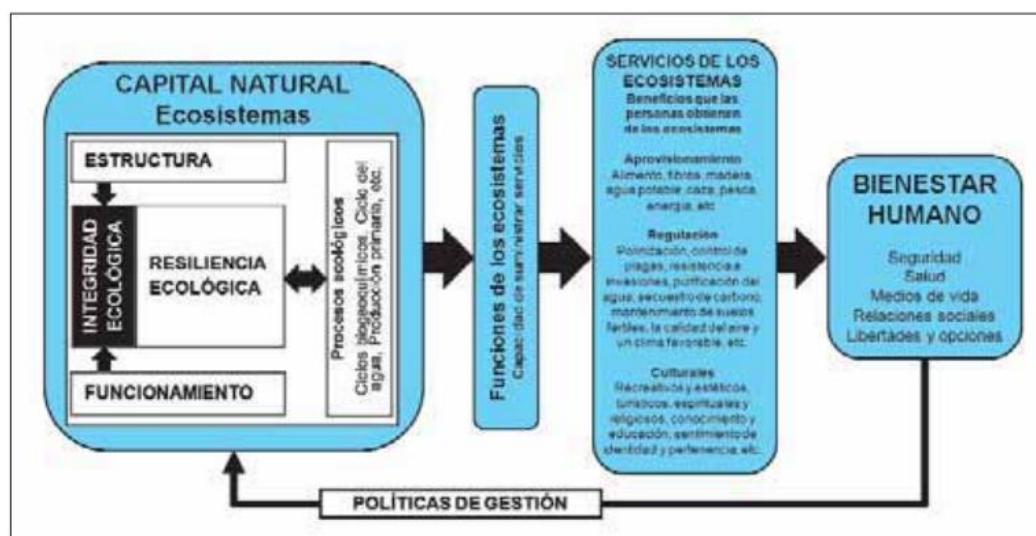 CAPITAL NATURAL
Ecosistemas
ESTRUCTURA
INTEGRIDAD
ECOLÓGICA
RESILIENCIA
ECOLÓGICA
FUNCIONAMIENTO
Procesos ecológicos
Ciclos biogeoquímicos, Ciclo del
agua, Producción primaria, etc.
Funciones de los ecosistemas
Capacidad de suministrar servicios
SERVICIOS DE LOS
ECOSISTEMAS
Beneficios que las
personas obtienen
de los ecosistemas
Aprovisionamiento
Alimento, fibras, madera,
agua potable, caza, pesca,
energía, etc
Regulación
Polinización, control de
plagas, resistencia a
invasiones, purificación del
agua, secuestro de carbono,
mantenimiento de suelos
fértiles, la calidad del aire y
un clima favorable, etc.
Culturales
Recreativos y estéticos,
turísticos, espirituales y
religiosos, conocimiento y
educación, sentimiento de
identidad y pertenencia, etc.
BIENESTAR
HUMANO
Seguridad
Salud
Medios de vida
Relaciones sociales
Libertades y opciones
POLÍTICAS DE GESTIÓN